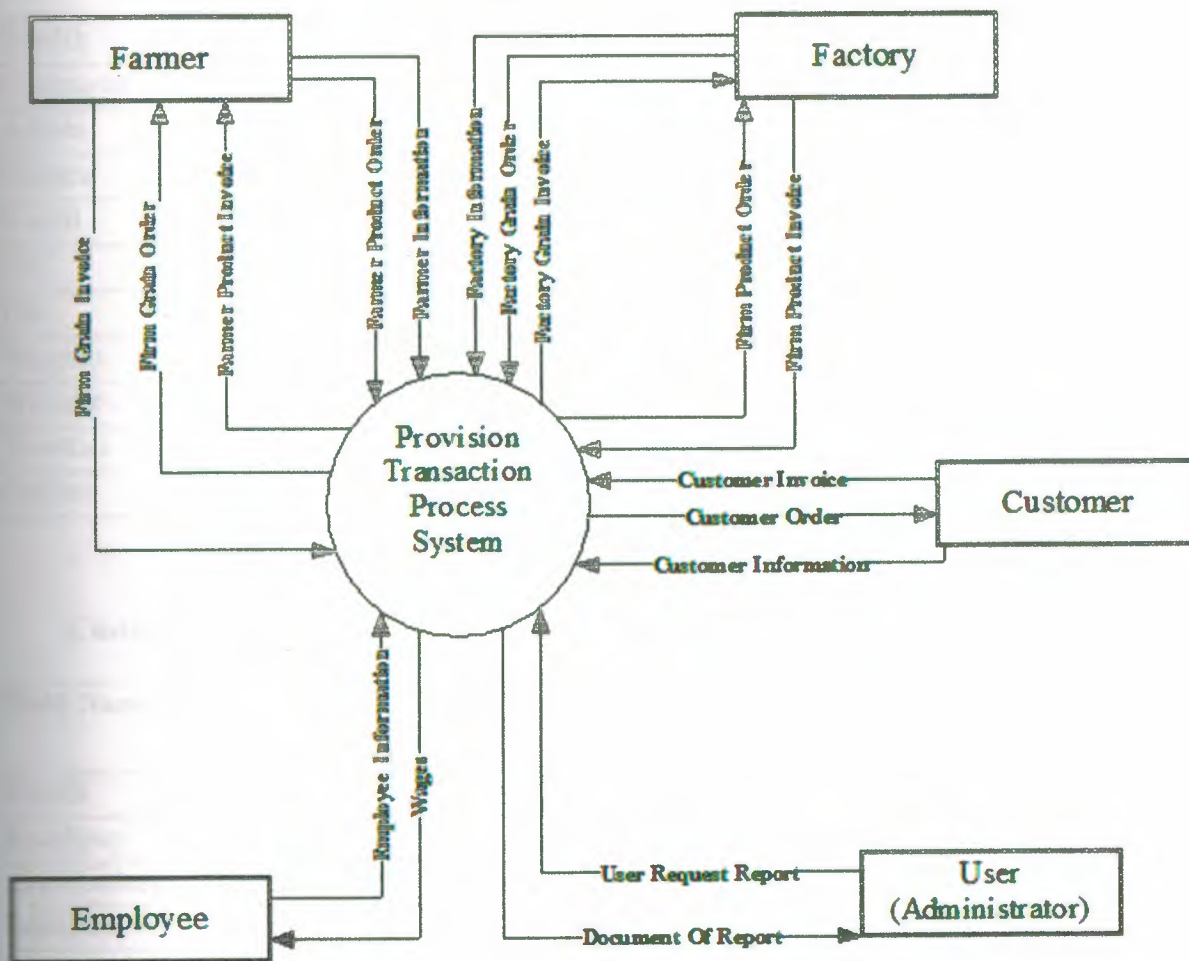 Farmer
Factory
Firm Grain Invoice
Firm Grain Order
Farmer Product Invoice
Farmer Product Order
Farmer Information
Factory Information
Factory Grain Order
Factory Grain Invoice
Firm Product Order
Firm Product Invoice
Provision
Transaction
Process
System
Customer Invoice
Customer Order
Customer Information
Customer
Employee Information
Wages
User Request Report
Document Of Report
Employee
User
(Administrator)